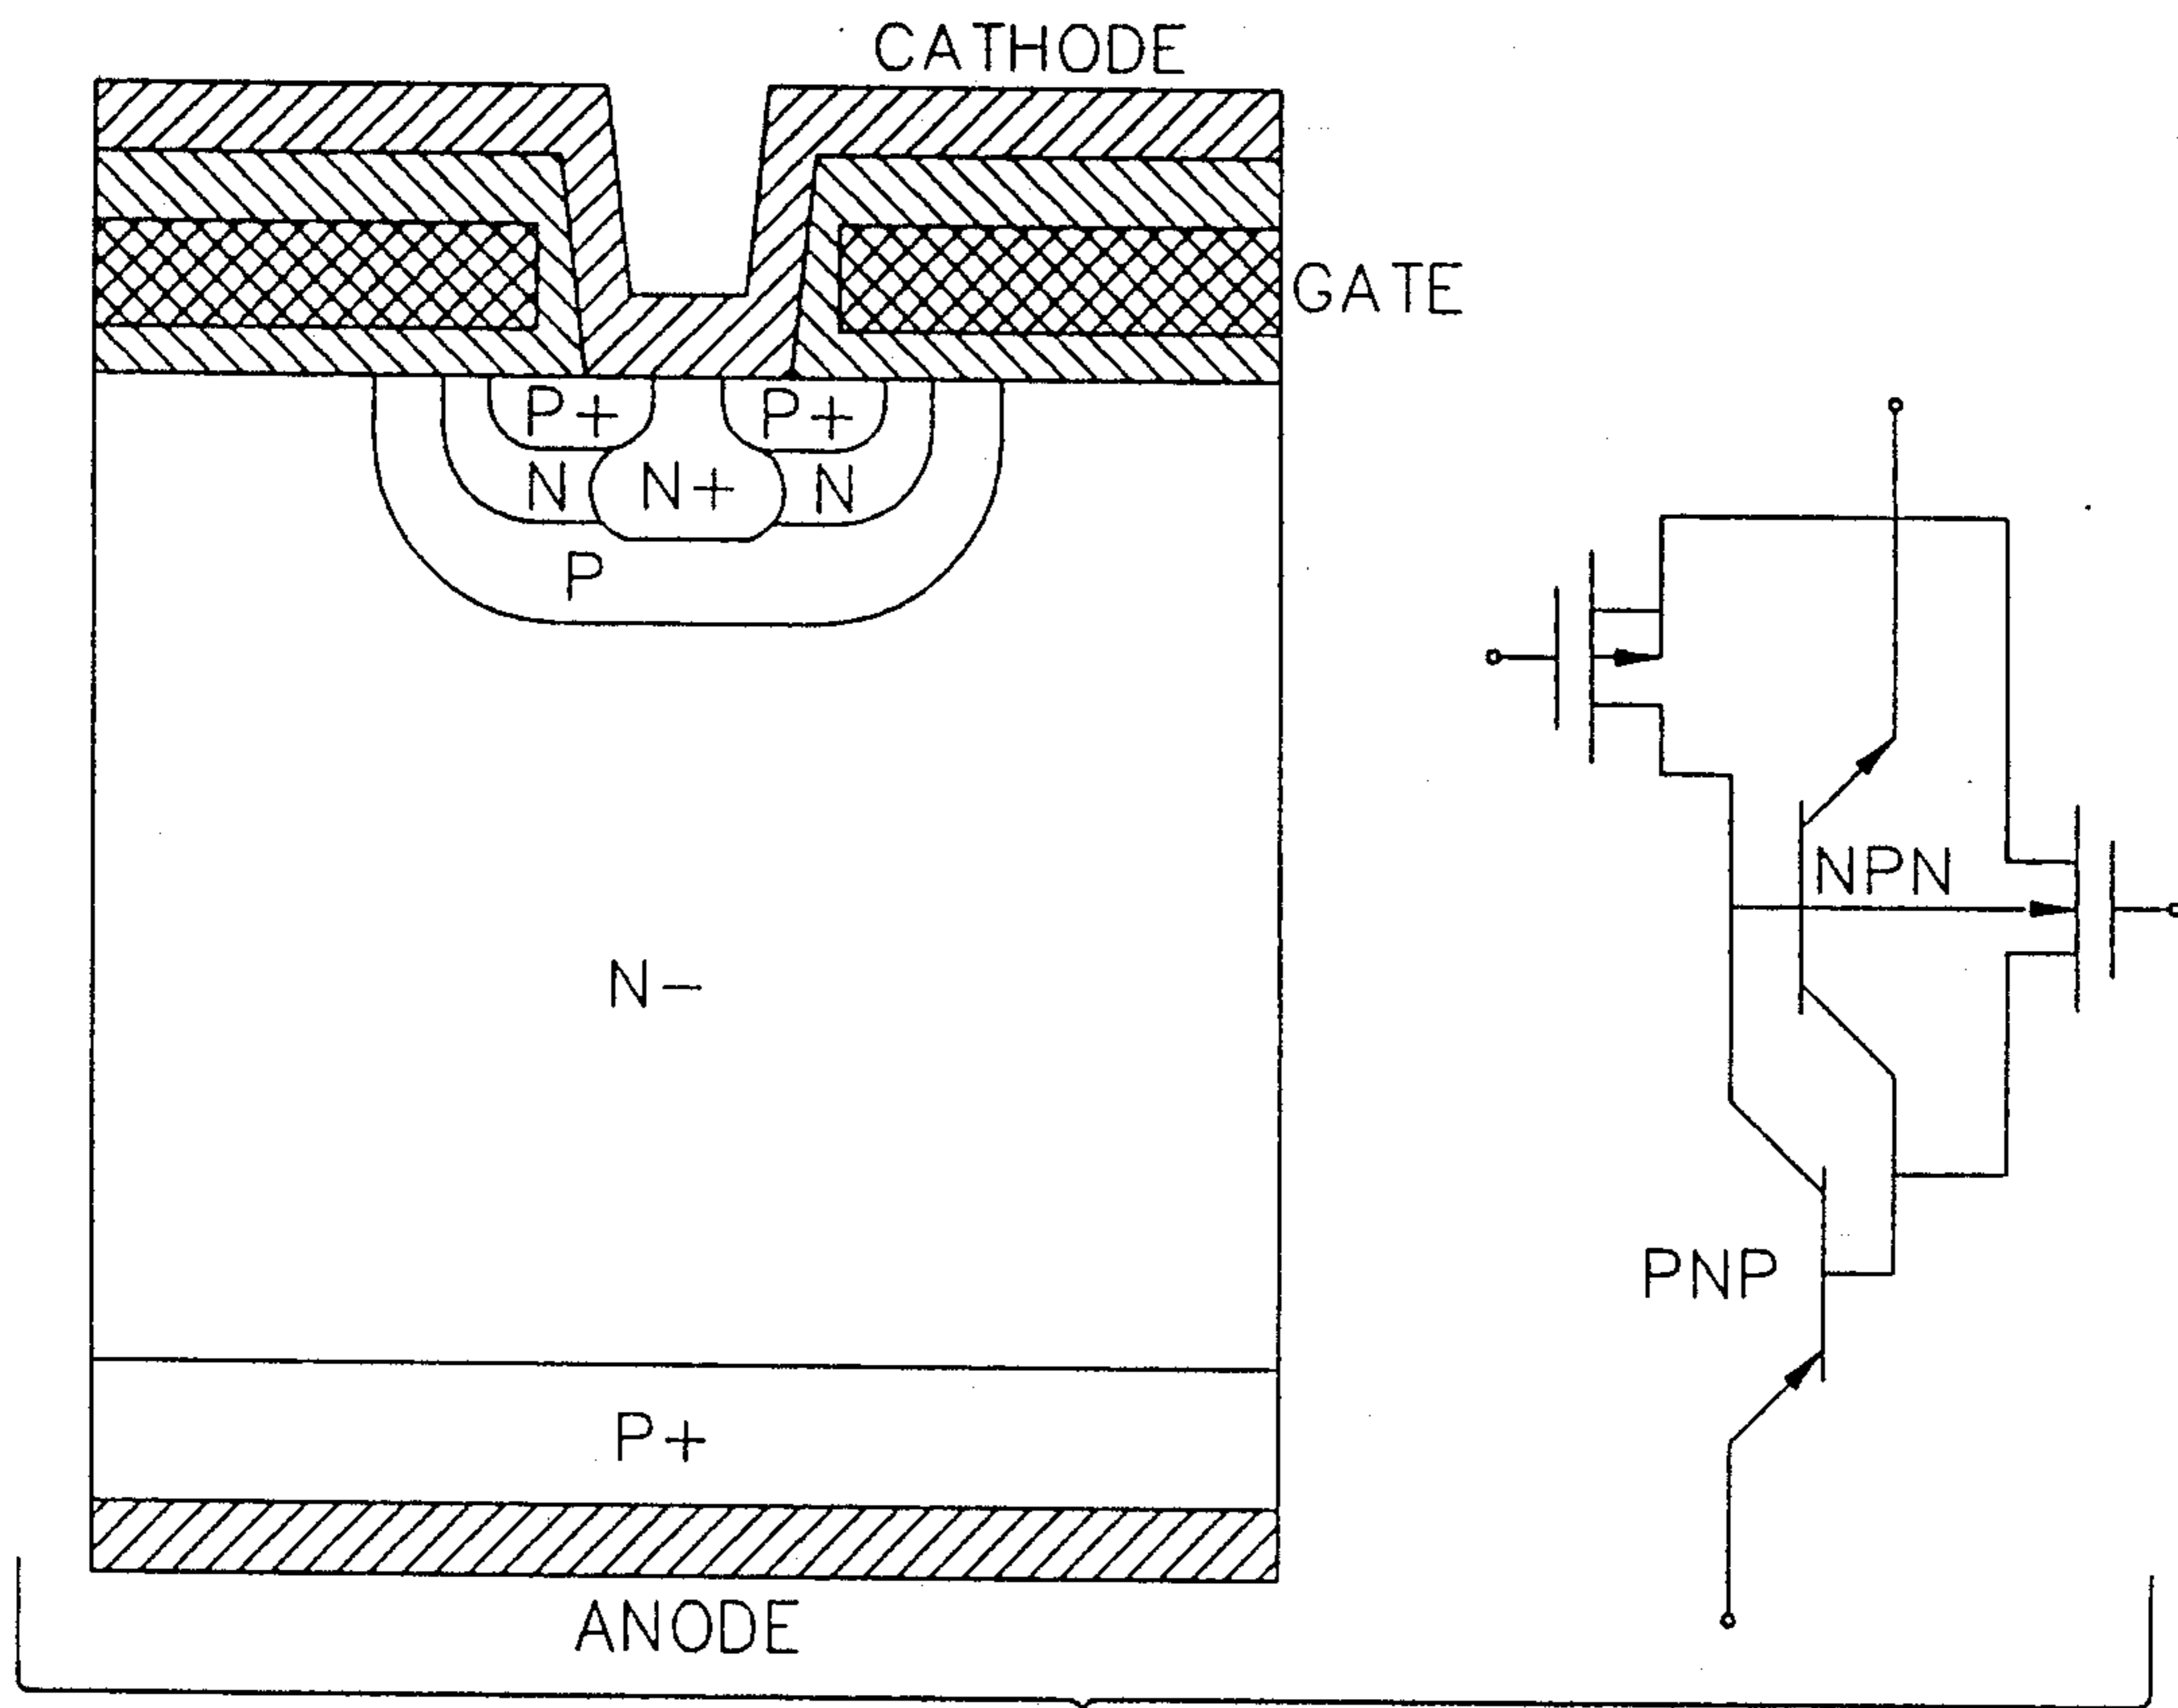 CATHODE
GATE
P+ P+
N N+ N
P
NPN
N-
PNP
P+
ANODE